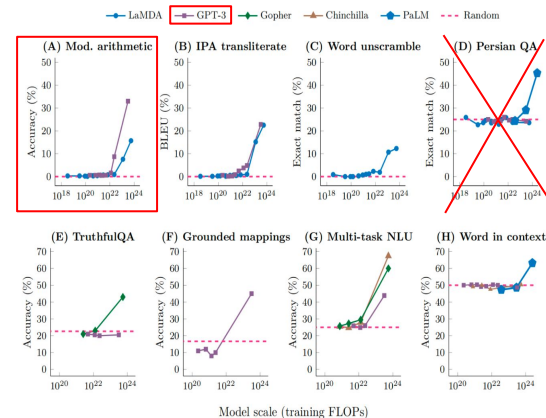 LaMDA GPT-3 Gopher Chinchilla PaLM Random
(A) Mod. arithmetic (B) IPA transliterate (C) Word unscramble (D) Persian QA
Accuracy (%) BLEU (%) Exact match (%) Exact match (%)
50 50 50 50
40 40 40 40
30 30 30 30
20 20 20 20
10 10 10 10
0 0 0 0
10^18 10^20 10^22 10^24 10^18 10^20 10^22 10^24 10^18 10^20 10^22 10^24 10^18 10^20 10^22 10^24
(E) TruthfulQA (F) Grounded mappings (G) Multi-task NLU (H) Word in context
Accuracy (%) Accuracy (%) Accuracy (%) Accuracy (%)
70 70 70 70
60 60 60 60
50 50 50 50
40 40 40 40
30 30 30 30
20 20 20 20
10 10 10 10
0 0 0 0
10^20 10^22 10^24 10^20 10^22 10^24 10^20 10^22 10^24 10^20 10^22 10^24
Model scale (training FLOPs)